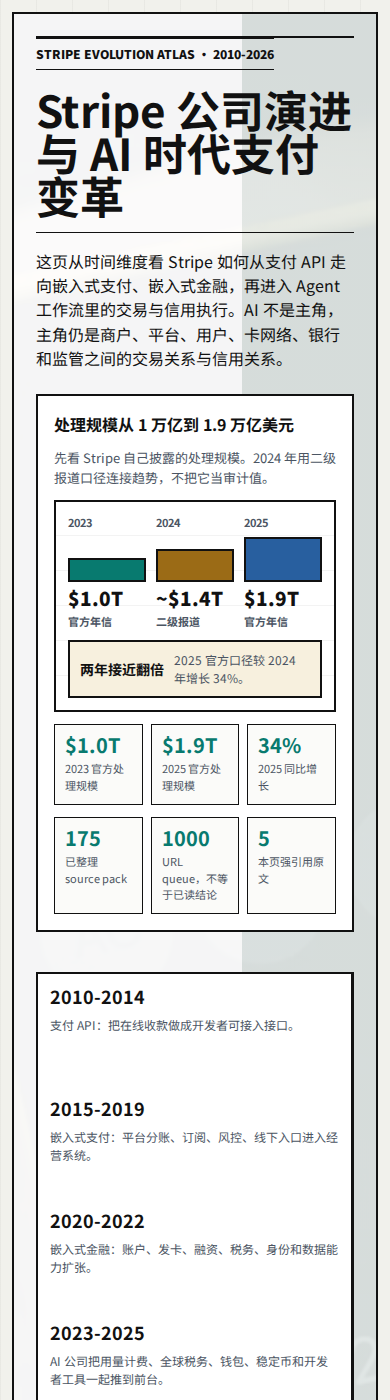 STRIPE EVOLUTION ATLAS • 2010-2026
Stripe 公司演进
与 AI 时代支付
变革
这页从时间维度看 Stripe 如何从支付 API 走
向嵌入式支付、嵌入式金融，再进入 Agent
工作流里的交易与信用执行。AI 不是主角，
主角仍是商户、平台、用户、卡网络、银行
和监管之间的交易关系与信用关系。
处理规模从 1 万亿到 1.9 万亿美元
先看 Stripe 自己披露的处理规模。2024 年用二级
报道口径连接趋势，不把它当审计值。
2023
2024
2025
$1.0T
~$1.4T
$1.9T
官方年信
二级报道
官方年信
两年接近翻倍
2025 官方口径较 2024
年增长 34%。
$1.0T
2023 官方处
理规模
$1.9T
2025 官方处
理规模
34%
2025 同比增
长
175
已整理
source pack
1000
URL
queue，不等
于已读结论
5
本页强引用原
文
2010-2014
支付 API：把在线收款做成开发者可接入接口。
2015-2019
嵌入式支付：平台分账、订阅、风控、线下入口进入经
营系统。
2020-2022
嵌入式金融：账户、发卡、融资、税务、身份和数据能
力扩张。
2023-2025
AI 公司把用量计费、全球税务、钱包、稳定币和开发
者工具一起推到前台。